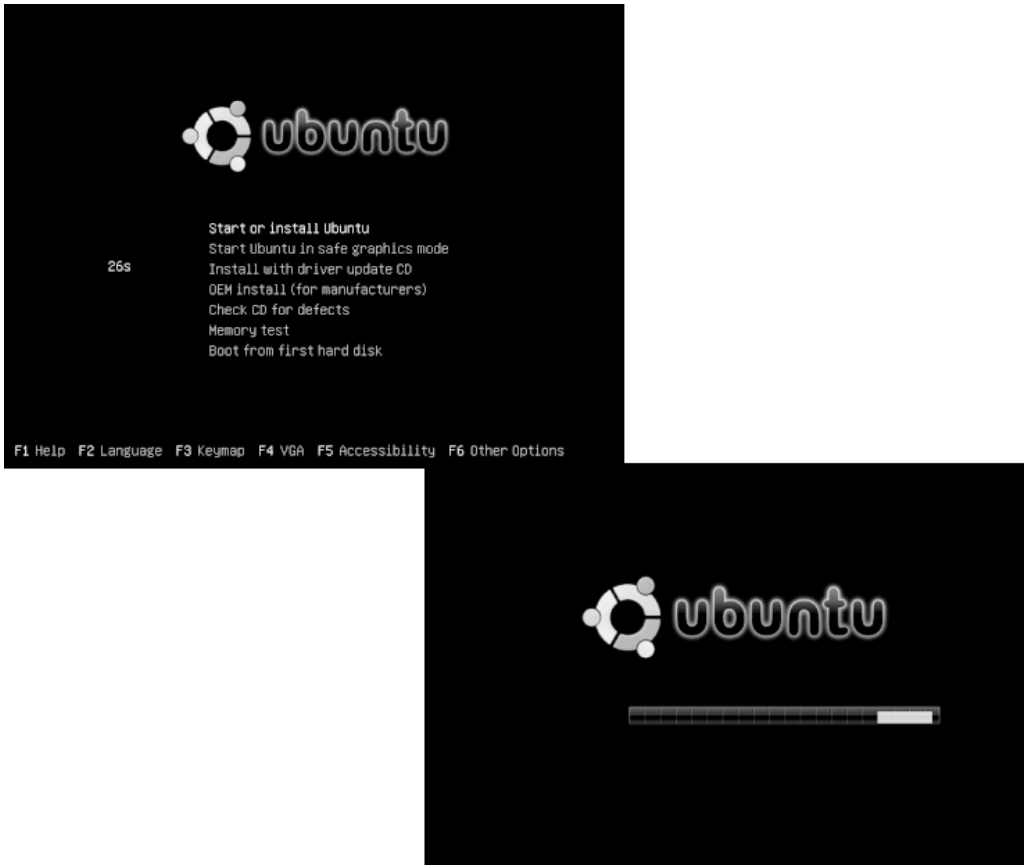 ubuntu
Start or install Ubuntu
Start Ubuntu in safe graphics mode
26s
Install with driver update CD
OEM install (for manufacturers)
Check CD for defects
Memory test
Boot from first hard disk
F1 Help F2 Language F3 Keymap F4 VGA F5 Accessibility F6 Other Options
ubuntu